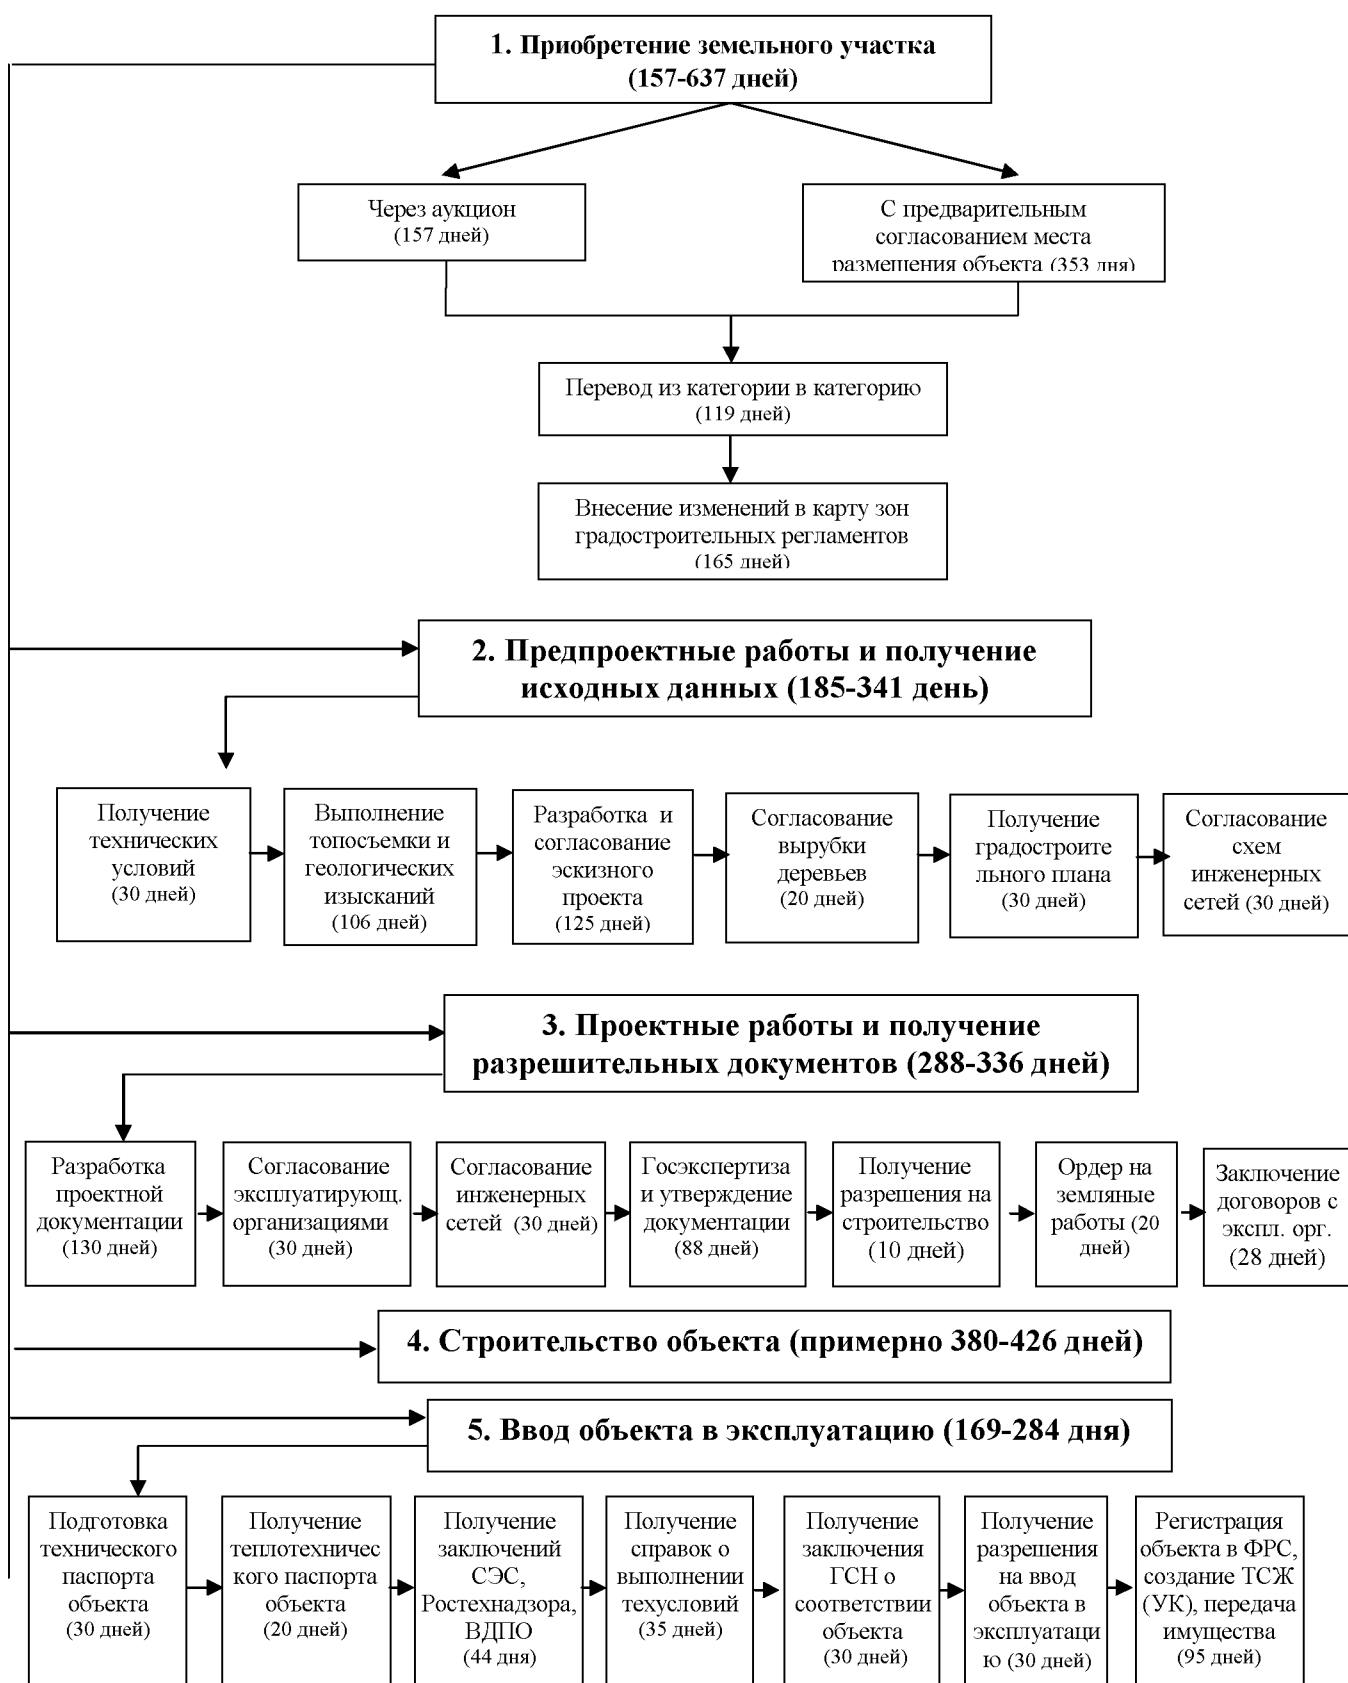 1. Приобретение земельного участка
(157-637 дней)
Через аукцион
(157 дней)
С предварительным
согласованием места
размещения объекта (353 дня)
Перевод из категории в категорию
(119 дней)
Внесение изменений в карту зон
градостроительных регламентов
(165 дней)
2. Предпроектные работы и получение
исходных данных (185-341 день)
Получение
технических
условий
(30 дней)
Выполнение
топосъемки и
геологических
изысканий
(106 дней)
Разработка и
согласование
эскизного
проекта
(125 дней)
Согласование
вырубки
деревьев
(20 дней)
Получение
градостроите
льного плана
(30 дней)
Согласование
схем
инженерных
сетей (30 дней)
3. Проектные работы и получение
разрешительных документов (288-336 дней)
Разработка
проектной
документации
(130 дней)
Согласование
эксплуатирующ.
организациями
(30 дней)
Согласование
инженерных
сетей (30 дней)
Госэкспертиза
и утверждение
документации
(88 дней)
Получение
разрешения на
строительство
(10 дней)
Ордер на
земляные
работы (20
дней)
Заключение
договоров с
экспл. орг.
(28 дней)
4. Строительство объекта (примерно 380-426 дней)
5. Ввод объекта в эксплуатацию (169-284 дня)
Подготовка
технического
паспорта
объекта
(30 дней)
Получение
теплотехничес
кого паспорта
объекта
(20 дней)
Получение
заключений
СЭС,
Ростехнадзора,
ВДПО
(44 дня)
Получение
справок о
выполнении
техусловий
(35 дней)
Получение
заключения
ГСН о
соответствии
объекта
(30 дней)
Получение
разрешения
на ввод
объекта в
эксплуатаци
ю (30 дней)
Регистрация
объекта в ФРС,
создание ТСЖ
(УК), передача
имущества
(95 дней)